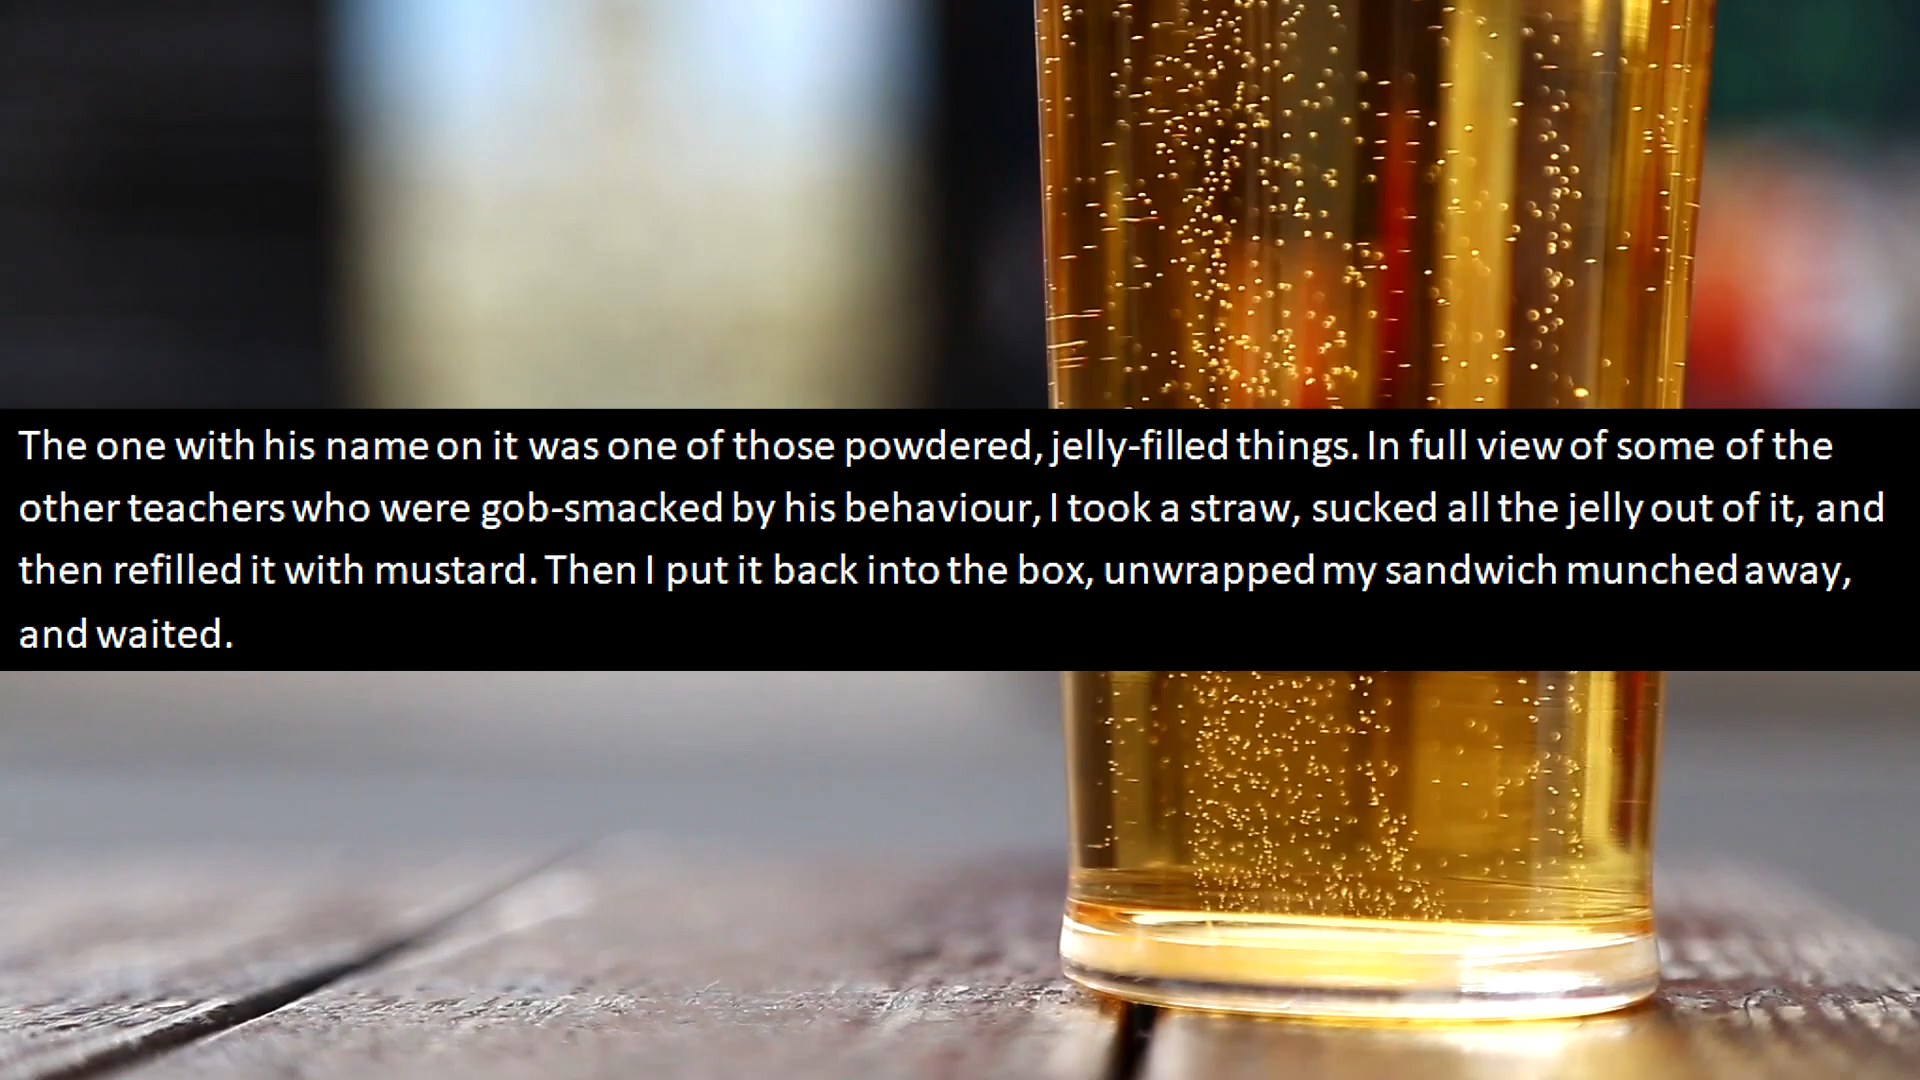 The one with his name on it was one of those powdered, jelly-filled things. In full view of some of the
other teachers who were gob-smacked by his behaviour, I took a straw, sucked all the jelly out of it, and
then refilled it with mustard. Then I put it back into the box, unwrapped my sandwich munched away,
and waited.